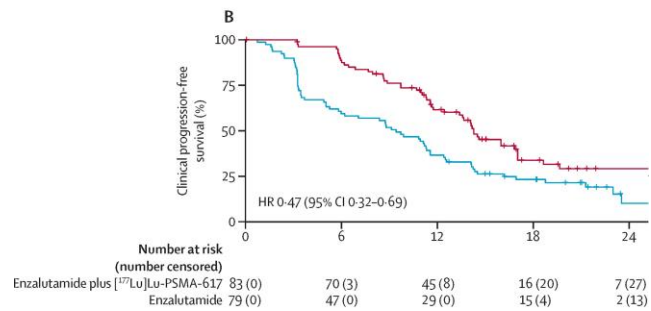 B
100
75
50
25
0
Clinical progression-free
survival (%)
HR 0·47 (95% CI 0·32–0·69)
0 6 12 18 24
Number at risk
(number censored)
Enzalutamide plus [¹⁷⁷Lu]Lu-PSMA-617 83 (0) 70 (3) 45 (8) 16 (20) 7 (27)
Enzalutamide 79 (0) 47 (0) 29 (0) 15 (4) 2 (13)